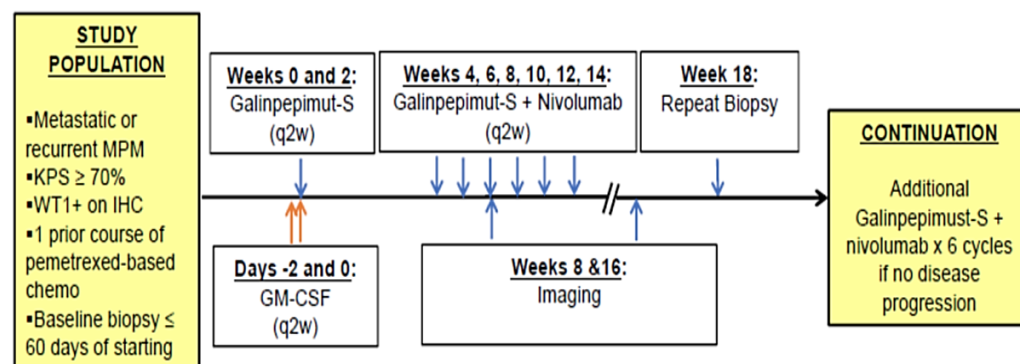 STUDY
POPULATION
▪Metastatic or
recurrent MPM
▪KPS ≥ 70%
▪WT1+ on IHC
▪1 prior course of
pemetrexed-based
chemo
▪Baseline biopsy ≤
60 days of starting
Weeks 0 and 2:
Galinpepimut-S
(q2w)
Weeks 4, 6, 8, 10, 12, 14:
Galinpepimut-S + Nivolumab
(q2w)
Week 18:
Repeat Biopsy
Days -2 and 0:
GM-CSF
(q2w)
Weeks 8 &16:
Imaging
CONTINUATION
Additional
Galinpepimust-S +
nivolumab x 6 cycles
if no disease
progression